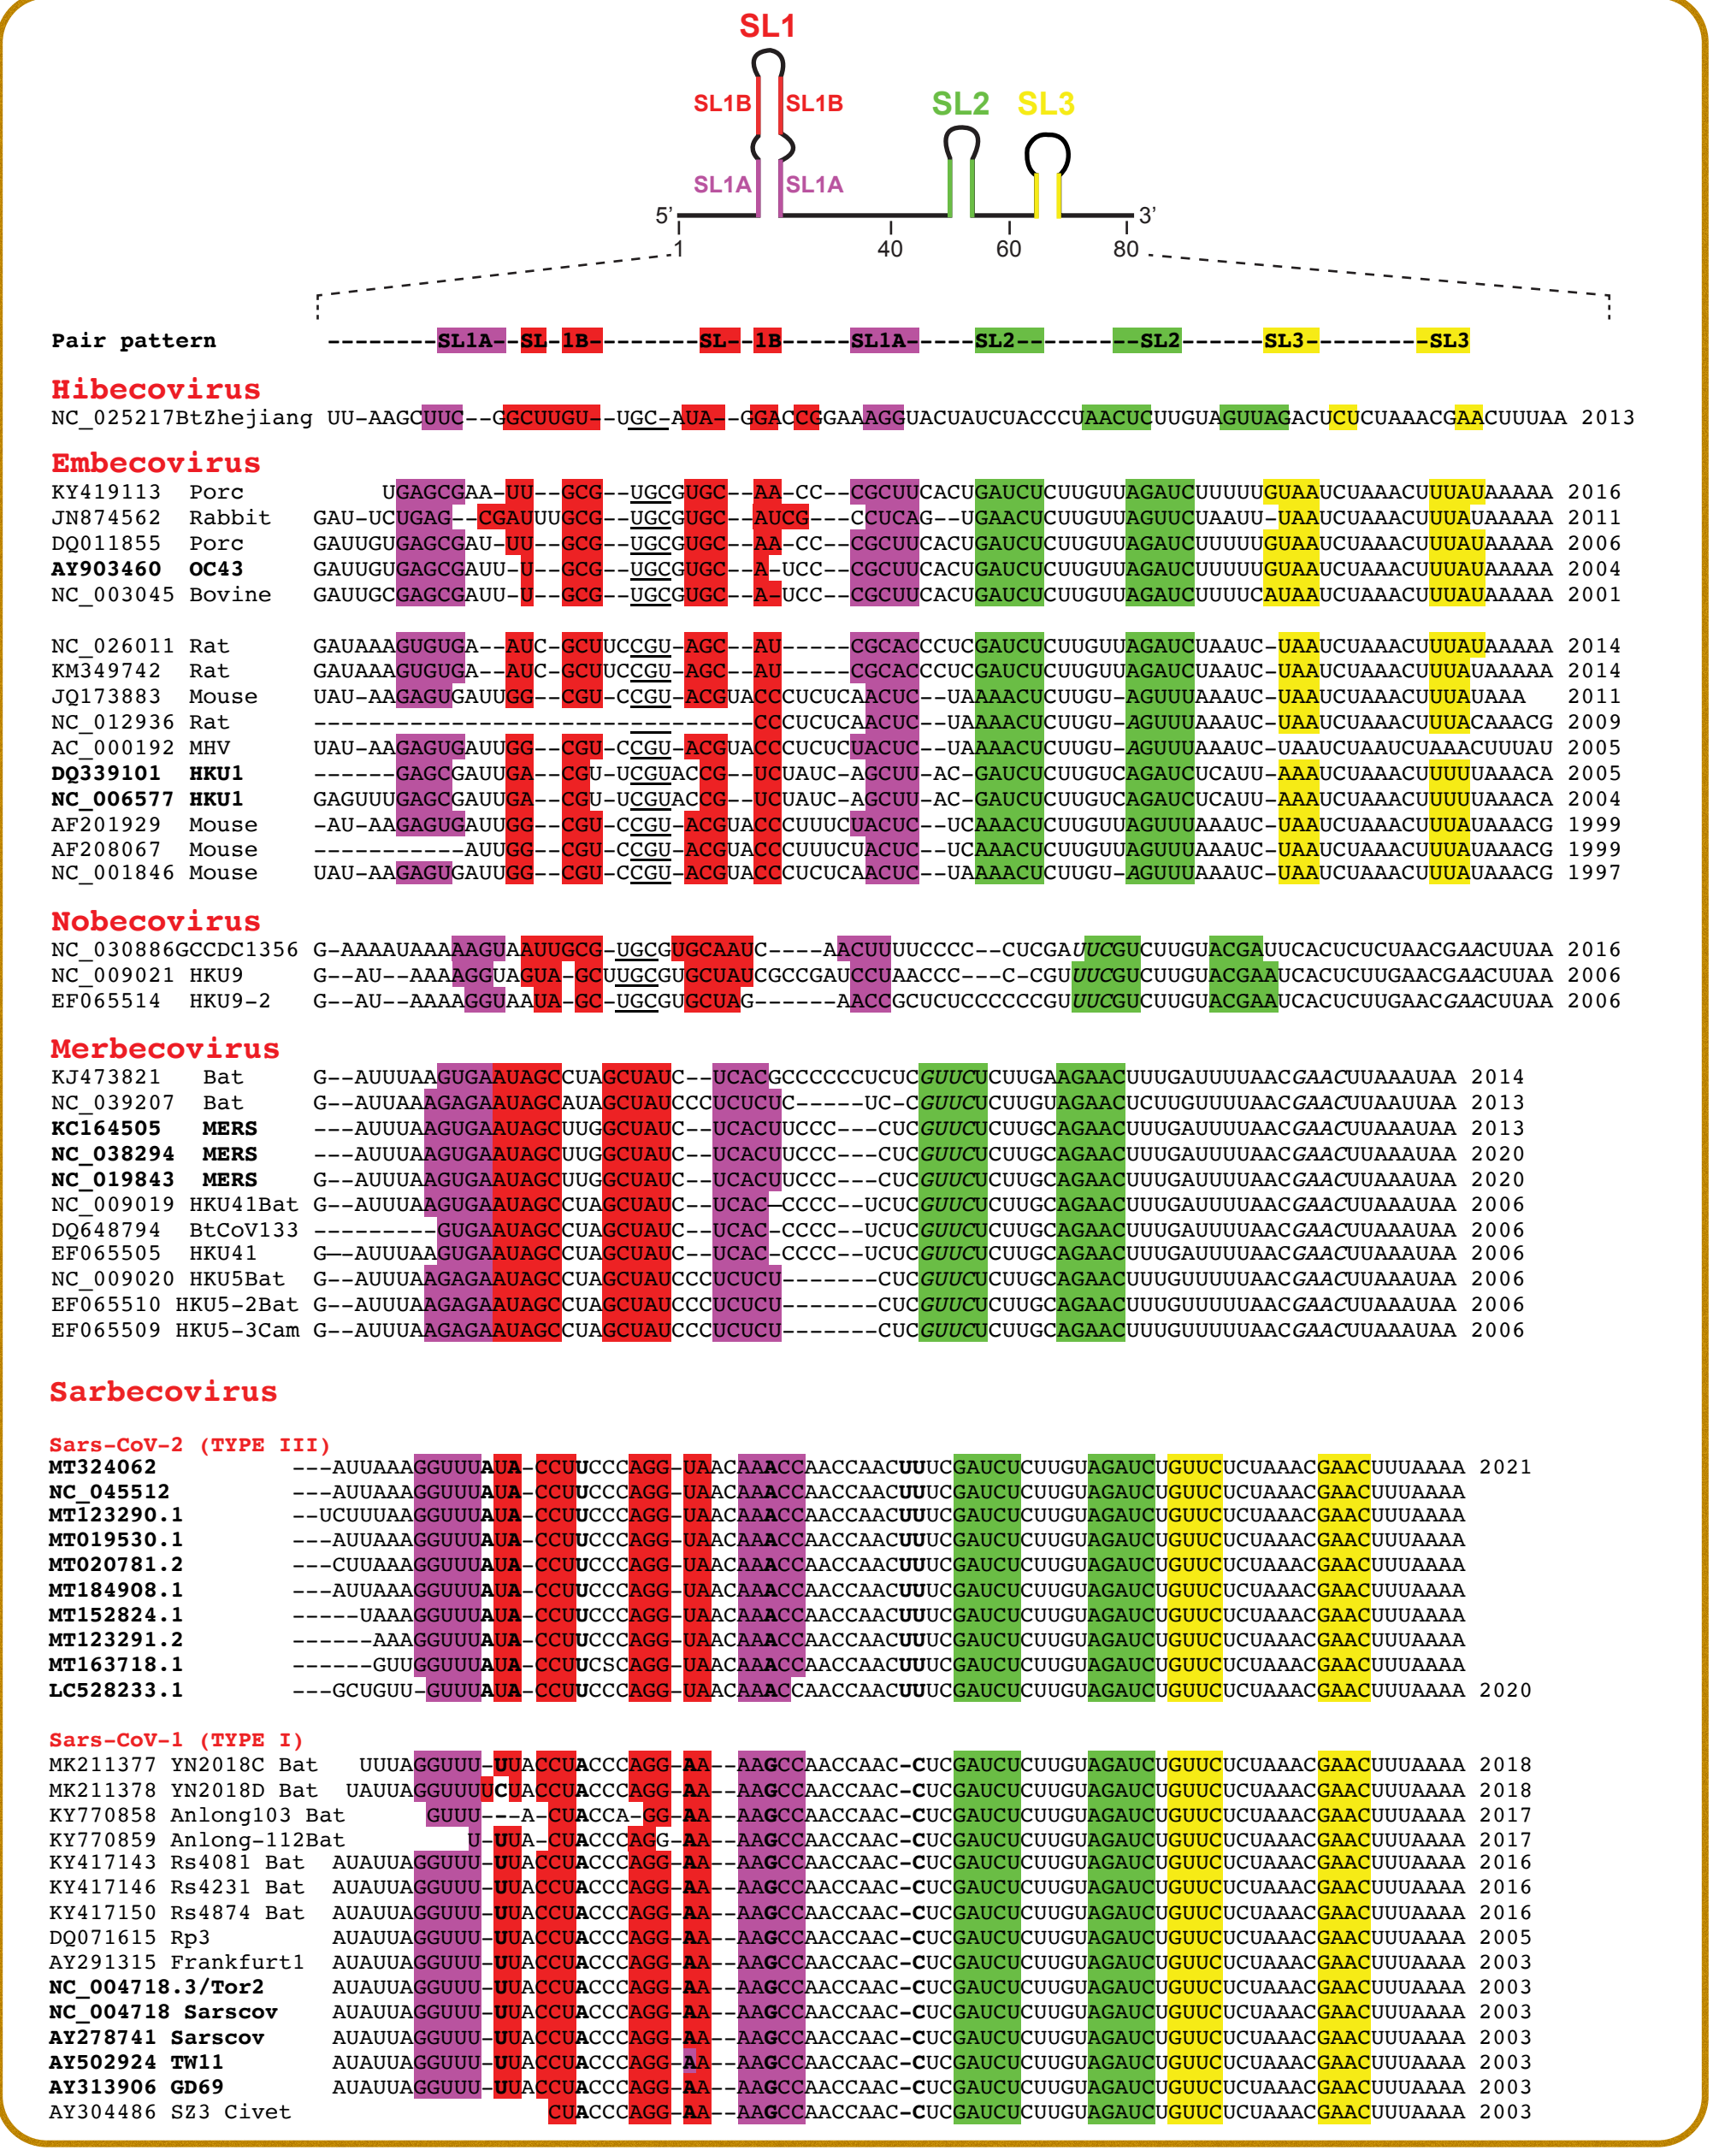 SL1
SL1B SL1B
SL2 SL3
SL1A SL1A
5’ 3’
1 40 60 80
Pair pattern --------SL1A--SL-1B--------SL--1B-----SL1A-----SL2---------SL2------SL3---------SL3
Hibecovirus
NC_025217BtZhejiang UU-AAGCUUC--GGCUUGU--UGC-AUA--GGACCGGAAAGGUACUAUCUACCCUAACUCUUGUAGUUAGACUCUCUAAACGAACUUUAA 2013
Embecovirus
KY419113 Porc UGAGCGAA-UU--GCG--UGCGUGC--AA-CC--CGCUUCACUGAUCUCUUGUUAGAUCUUUUUGUAAUCUAAACUUUAUAAAAA 2016
JN874562 Rabbit GAU-UCUGAG--CGAUUUGCG--UGCGUGC--AUCG---CCUCAG--UGAACUCUUGUUAGUUCUAAUU-UAAUCUAAACUUUAUAAAAA 2011
DQ011855 Porc GAUUGUGAGCGAU-UU--GCG--UGCGUGC--AA-CC--CGCUUCACUGAUCUCUUGUUAGAUCUUUUUGUAAUCUAAACUUUAUAAAAA 2006
AY903460 OC43 GAUUGUGAGCGAUU-U--GCG--UGCGUGC--A-UCC--CGCUUCACUGAUCUCUUGUUAGAUCUUUUUGUAAUCUAAACUUUAUAAAAA 2004
NC_003045 Bovine GAUUGCGAGCGAUU-U--GCG--UGCGUGC--A-UCC--CGCUUCACUGAUCUCUUGUUAGAUCUUUUCAUAAUCUAAACUUUAUAAAAA 2001
NC_026011 Rat GAUAAAGUGUGUGA--AUC-GCUUCCGU-AGC--AU-----CGCACCCUCGAUCUCUUGUUAGAUCUAAUC-UAAUCUAAACUUUAUAAAAA 2014
KM349742 Rat GAUAAAGUGUGUGA--AUC-GCUUCCGU-AGC--AU-----CGCACCCUCGAUCUCUUGUUAGAUCUAAUC-UAAUCUAAACUUUAUAAAAA 2014
JQ173883 Mouse UAU-AAGAGUGAUUGG--CGU-CCGU-ACGUACCCUCUCAACUC--UAAAACUCUUGU-AGUUUAAAUC-UAAUCUAAACUUUAUAAA 2011
NC_012936 Rat --------------------------------CCCUCUCAACUC--UAAAACUCUUGU-AGUUUAAAUC-UAAUCUAAACUUUACAAACG 2009
AC_000192 MHV UAU-AAGAGUGAUUGG--CGU-CCGU-ACGUACCCUCUCUACUC--UAAAACUCUUGU-AGUUUAAAUC-UAAUCUAAUCUAAACUUUAU 2005
DQ339101 HKU1 ------GAGCGAUUGA--CGU-UCGUACCG--UCUAUC-AGCUU-AC-GAUCUCUUGUCAGAUCUCAUU-AAAUCUAAACUUUUUAAACA 2005
NC_006577 HKU1 GAGUUUGAGCGAUUGA--CGU-UCGUACCG--UCUAUC-AGCUU-AC-GAUCUCUUGUCAGAUCUCAUU-AAAUCUAAACUUUUUAAACA 2004
AF201929 Mouse -AU-AAGAGUGAUUGG--CGU-CCGU-ACGUACCCUUUCUACUC--UCAAACUCUUGUUAGUUUAAAUC-UAAUCUAAACUUUAUAAACG 1999
AF208067 Mouse -----------AUUGG--CGU-CCGU-ACGUACCCUUUCUACUC--UCAAACUCUUGUUAGUUUAAAUC-UAAUCUAAACUUUAUAAACG 1999
NC_001846 Mouse UAU-AAGAGUGAUUGG--CGU-CCGU-ACGUACCCUCUCAACUC--UAAAACUCUUGU-AGUUUAAAUC-UAAUCUAAACUUUAUAAACG 1997
Nobecovirus
NC_030886GCCDC1356 G-AAAAUAAAAAAGUAAUUGCG-UGCGUGCAAUC----AACUUUUCCCC--CUCGAUUCGUCUUGUACGAUUCACUCUCUAACGAACUUAA 2016
NC_009021 HKU9 G--AU--AAAAGGUAGUA-GCUUGCGUGCUAUCGCCGAUCCUAACCC---C-CGUUUCGUCUUGUACGAAUCACUCUUGAACGAACUUAA 2006
EF065514 HKU9-2 G--AU--AAAAGGUAAUA-GC-UGCGUGCUAG------AACCGCUCUCCCCCCGUUUCGUCUUGUACGAAUCACUCUUGAACGAACUUAA 2006
Merbecovirus
KJ473821 Bat G--AUUUAAGUGAAUAGCCUAGCUAUC--UCACGCCCCCCUCUCGUUCUCUUGAAGAACUUUGAUUUUAACGAACUUAAAUAA 2014
NC_039207 Bat G--AUUAAAGAGAAUAGCAUAGCUAUCCCUCUCUC-----UC-CGUUCUCUUGUAGAACUCUUGUUUUAACGAACUUAAUUAA 2013
KC164505 MERS ---AUUUAAGUGAAUAGCUUGGCUAUC--UCACUUCCC---CUCGUUCUCUUGCAGAACUUUGAUUUUAACGAACUUAAAUAA 2013
NC_038294 MERS ---AUUUAAGUGAAUAGCUUGGCUAUC--UCACUUCCC---CUCGUUCUCUUGCAGAACUUUGAUUUUAACGAACUUAAAUAA 2020
NC_019843 MERS G--AUUUAAGUGAAUAGCUUGGCUAUC--UCACUUCCC---CUCGUUCUCUUGCAGAACUUUGAUUUUAACGAACUUAAAUAA 2020
NC_009019 HKU41Bat G--AUUUAAGUGAAUAGCCUAGCUAUC--UCAC-CCCC--UCUCGUUCUCUUGCAGAACUUUGAUUUUAACGAACUUAAAUAA 2006
DQ648794 BtCoV133 ---------GUGAAUAGCCUAGCUAUC--UCAC-CCCC--UCUCGUUCUCUUGCAGAACUUUGAUUUUAACGAACUUAAAUAA 2006
EF065505 HKU41 G--AUUUAAGUGAAUAGCCUAGCUAUC--UCAC-CCCC--UCUCGUUCUCUUGCAGAACUUUGAUUUUAACGAACUUAAAUAA 2006
NC_009020 HKU5Bat G--AUUUAAGAGAAUAGCCUAGCUAUCCCUCUCU-------CUCGUUCUCUUGCAGAACUUUGUUUUUAACGAACUUAAAUAA 2006
EF065510 HKU5-2Bat G--AUUUAAGAGAAUAGCCUAGCUAUCCCUCUCU-------CUCGUUCUCUUGCAGAACUUUGUUUUUAACGAACUUAAAUAA 2006
EF065509 HKU5-3Cam G--AUUUAAGAGAAUAGCCUAGCUAUCCCUCUCU-------CUCGUUCUCUUGCAGAACUUUGUUUUUAACGAACUUAAAUAA 2006
Sarbecovirus
Sars-CoV-2 (TYPE III)
MT324062 ---AUUAAAGGUUUAUA-CCUUCCCAGG-UAACAAACCAACCAACUUUCGAUCUCUUGUAGAUCUGUUCUCUAAACGAACUUUAAAA 2021
NC_045512 ---AUUAAAGGUUUAUA-CCUUCCCAGG-UAACAAACCAACCAACUUUCGAUCUCUUGUAGAUCUGUUCUCUAAACGAACUUUAAAA
MT123290.1 --UCUUUAAGGUUUAUA-CCUUCCCAGG-UAACAAACCAACCAACUUUCGAUCUCUUGUAGAUCUGUUCUCUAAACGAACUUUAAAA
MT019530.1 ---AUUAAAGGUUUAUA-CCUUCCCAGG-UAACAAACCAACCAACUUUCGAUCUCUUGUAGAUCUGUUCUCUAAACGAACUUUAAAA
MT020781.2 ---CUUAAAGGUUUAUA-CCUUCCCAGG-UAACAAACCAACCAACUUUCGAUCUCUUGUAGAUCUGUUCUCUAAACGAACUUUAAAA
MT184908.1 ---AUUAAAGGUUUAUA-CCUUCCCAGG-UAACAAACCAACCAACUUUCGAUCUCUUGUAGAUCUGUUCUCUAAACGAACUUUAAAA
MT152824.1 -----UAAAGGUUUAUA-CCUUCCCAGG-UAACAAACCAACCAACUUUCGAUCUCUUGUAGAUCUGUUCUCUAAACGAACUUUAAAA
MT123291.2 ------AAAGGUUUAUA-CCUUCCCAGG-UAACAAACCAACCAACUUUCGAUCUCUUGUAGAUCUGUUCUCUAAACGAACUUUAAAA
MT163718.1 ------GUUGGUUUAUA-CCUUCSCAGG-UAACAAACCAACCAACUUUCGAUCUCUUGUAGAUCUGUUCUCUAAACGAACUUUAAAA
LC528233.1 ---GCUGUU-GUUUAUA-CCUUCCCAGG-UAACAAACCAACCAACUUUCGAUCUCUUGUAGAUCUGUUCUCUAAACGAACUUUAAAA 2020
Sars-CoV-1 (TYPE I)
MK211377 YN2018C Bat UUUAGGUUU-UUACCUACCCAGG-AA--AAGCCAACCAAC-CUCGAUCUCUUGUAGAUCUGUUCUCUAAACGAACUUUAAAA 2018
MK211378 YN2018D Bat UAUUAGGUUUUCUACCUACCCAGG-AA--AAGCCAACCAAC-CUCGAUCUCUUGUAGAUCUGUUCUCUAAACGAACUUUAAAA 2018
KY770858 Anlong103 Bat GUUU---A-CUACCA-GG-AA--AAGCCAACCAAC-CUCGAUCUCUUGUAGAUCUGUUCUCUAAACGAACUUUAAAA 2017
KY770859 Anlong-112Bat U-UUA-CUACCCAGG-AA--AAGCCAACCAAC-CUCGAUCUCUUGUAGAUCUGUUCUCUAAACGAACUUUAAAA 2017
KY417143 Rs4081 Bat AUAUUAGGUUU-UUACCUACCCAGG-AA--AAGCCAACCAAC-CUCGAUCUCUUGUAGAUCUGUUCUCUAAACGAACUUUAAAA 2016
KY417146 Rs4231 Bat AUAUUAGGUUU-UUACCUACCCAGG-AA--AAGCCAACCAAC-CUCGAUCUCUUGUAGAUCUGUUCUCUAAACGAACUUUAAAA 2016
KY417150 Rs4874 Bat AUAUUAGGUUU-UUACCUACCCAGG-AA--AAGCCAACCAAC-CUCGAUCUCUUGUAGAUCUGUUCUCUAAACGAACUUUAAAA 2016
DQ071615 Rp3 AUAUUAGGUUU-UUACCUACCCAGG-AA--AAGCCAACCAAC-CUCGAUCUCUUGUAGAUCUGUUCUCUAAACGAACUUUAAAA 2005
AY291315 Frankfurt1 AUAUUAGGUUU-UUACCUACCCAGG-AA--AAGCCAACCAAC-CUCGAUCUCUUGUAGAUCUGUUCUCUAAACGAACUUUAAAA 2003
NC_004718.3/Tor2 AUAUUAGGUUU-UUACCUACCCAGG-AA--AAGCCAACCAAC-CUCGAUCUCUUGUAGAUCUGUUCUCUAAACGAACUUUAAAA 2003
NC_004718 Sarscov AUAUUAGGUUU-UUACCUACCCAGG-AA--AAGCCAACCAAC-CUCGAUCUCUUGUAGAUCUGUUCUCUAAACGAACUUUAAAA 2003
AY278741 Sarscov AUAUUAGGUUU-UUACCUACCCAGG-AA--AAGCCAACCAAC-CUCGAUCUCUUGUAGAUCUGUUCUCUAAACGAACUUUAAAA 2003
AY502924 TW11 AUAUUAGGUUU-UUACCUACCCAGG-AA--AAGCCAACCAAC-CUCGAUCUCUUGUAGAUCUGUUCUCUAAACGAACUUUAAAA 2003
AY313906 GD69 AUAUUAGGUUU-UUACCUACCCAGG-AA--AAGCCAACCAAC-CUCGAUCUCUUGUAGAUCUGUUCUCUAAACGAACUUUAAAA 2003
AY304486 SZ3 Civet CUACCCAGG-AA--AAGCCAACCAAC-CUCGAUCUCUUGUAGAUCUGUUCUCUAAACGAACUUUAAAA 2003